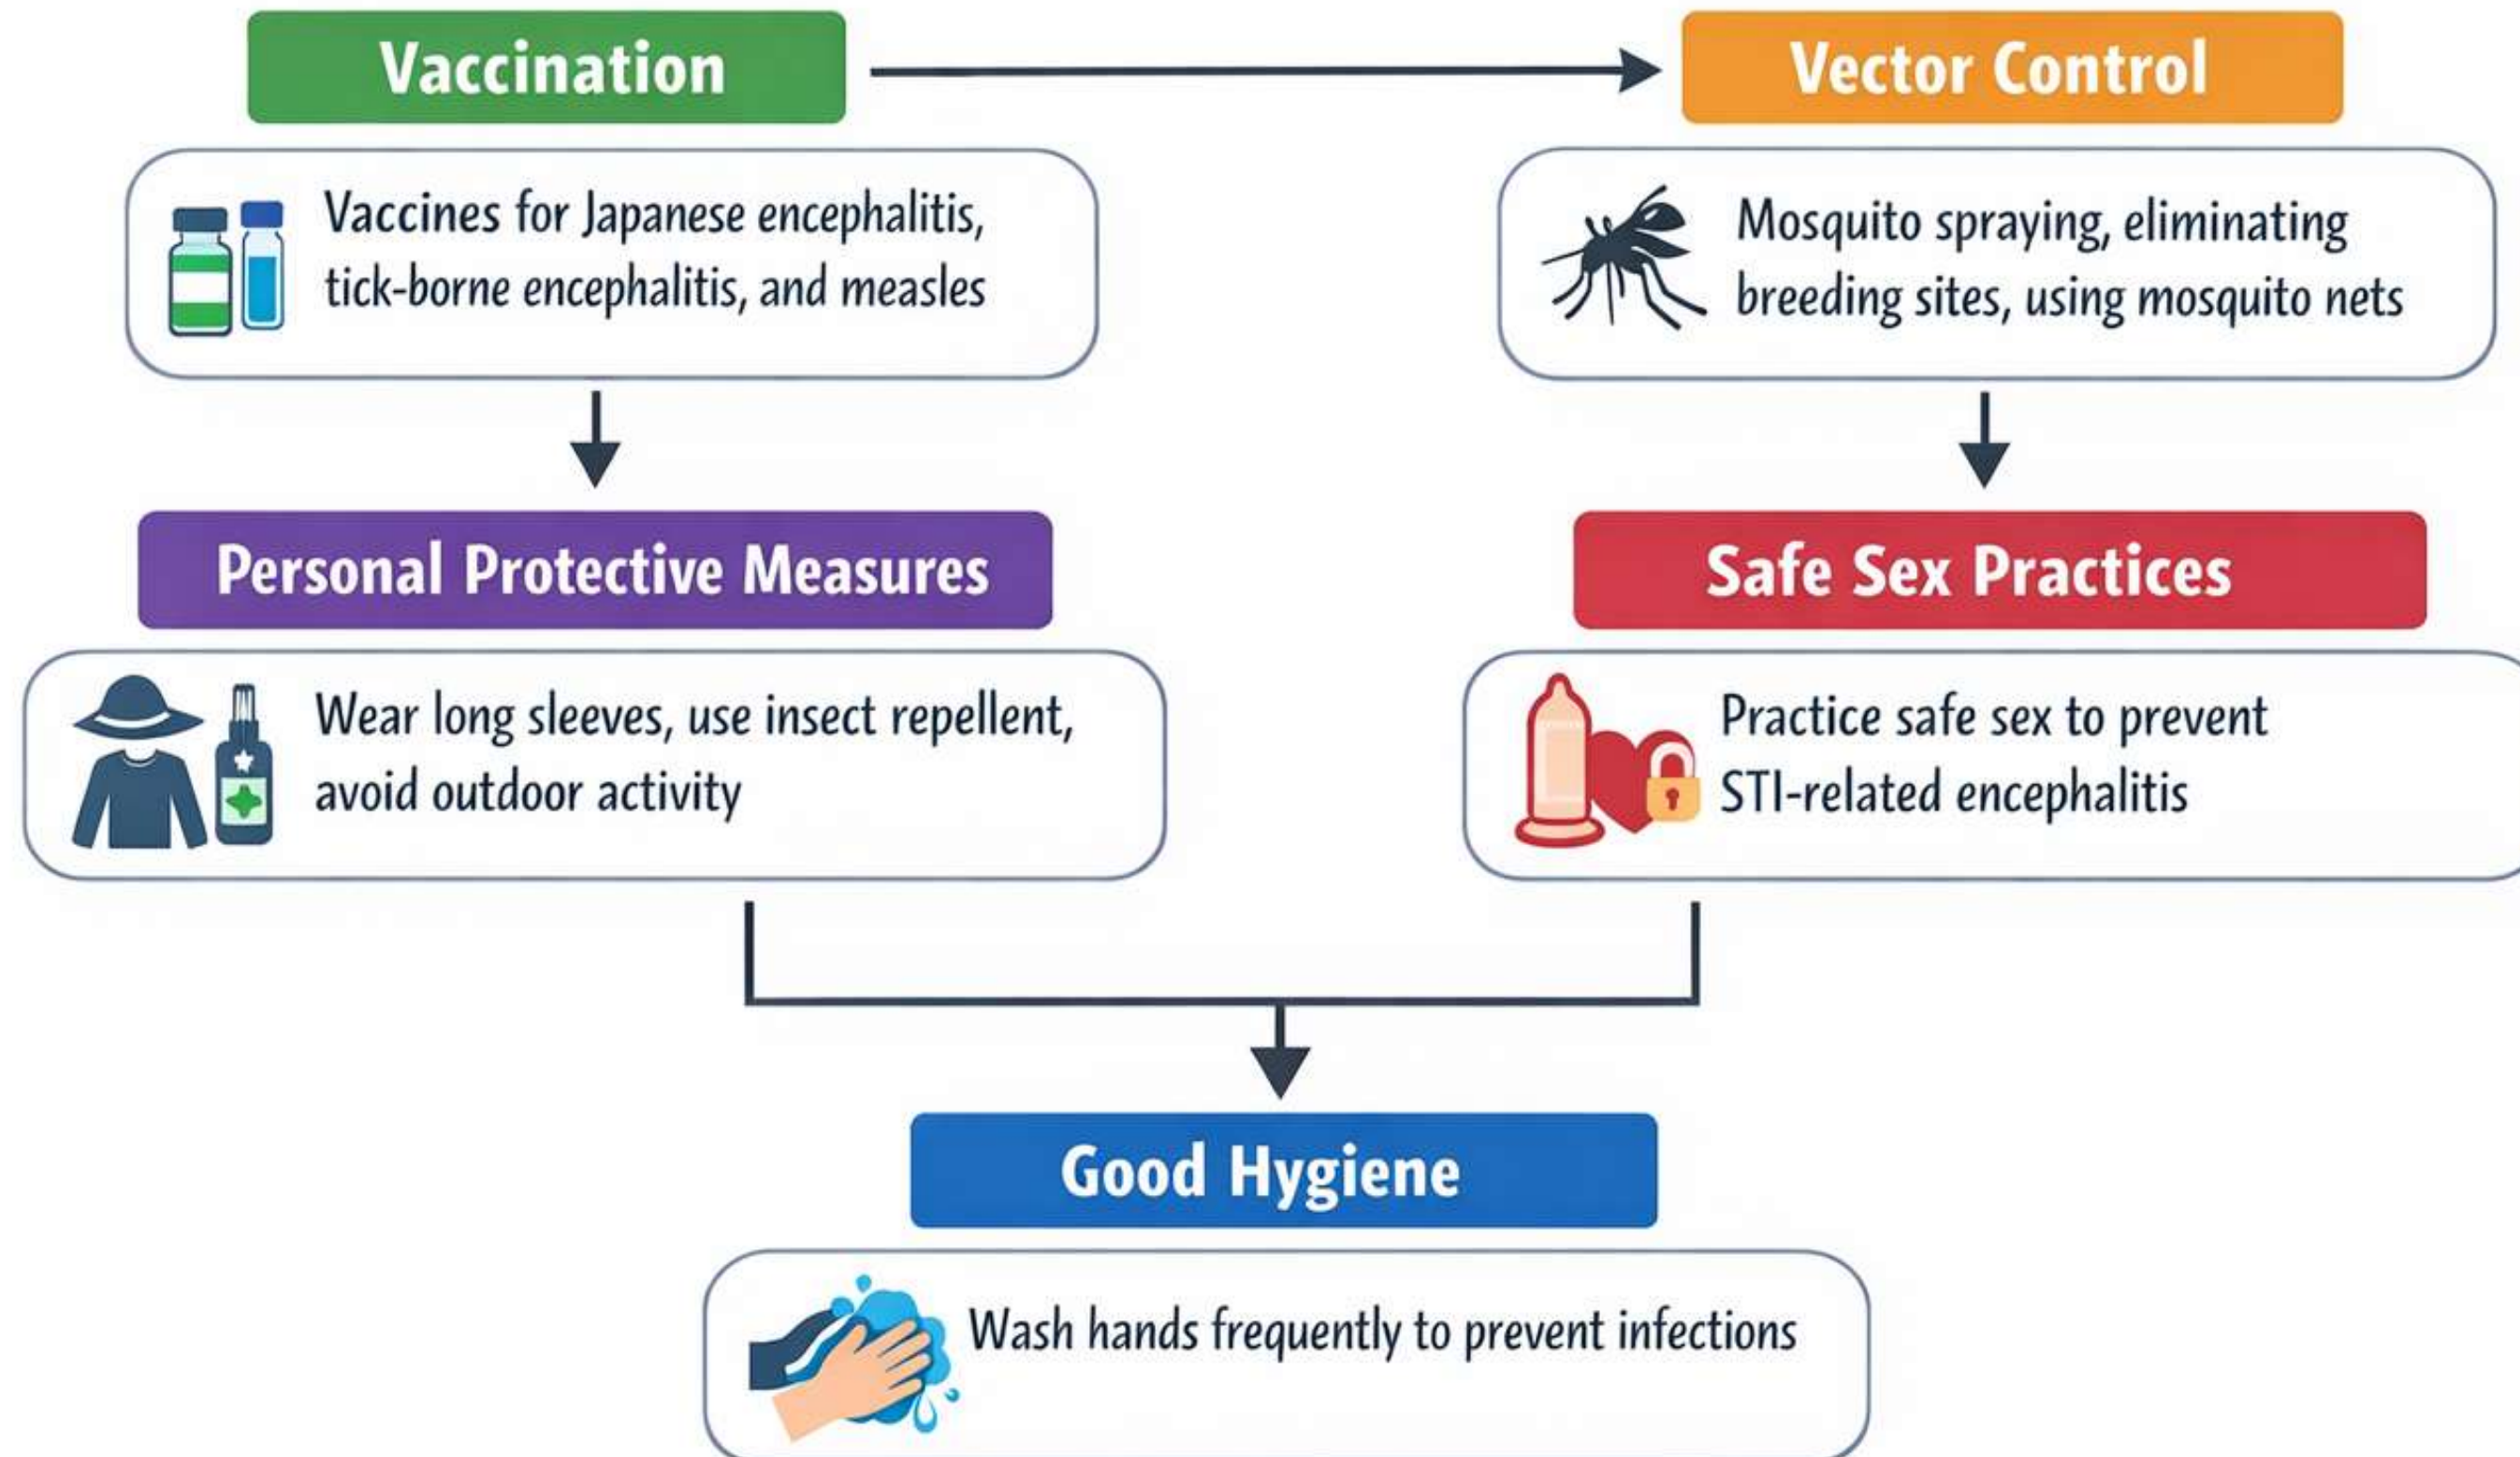 Vaccination
Vaccines for Japanese encephalitis,
tick-borne encephalitis, and measles
Vector Control
Mosquito spraying, eliminating
breeding sites, using mosquito nets
Personal Protective Measures
Wear long sleeves, use insect repellent,
avoid outdoor activity
Safe Sex Practices
Practice safe sex to prevent
STI-related encephalitis
Good Hygiene
Wash hands frequently to prevent infections